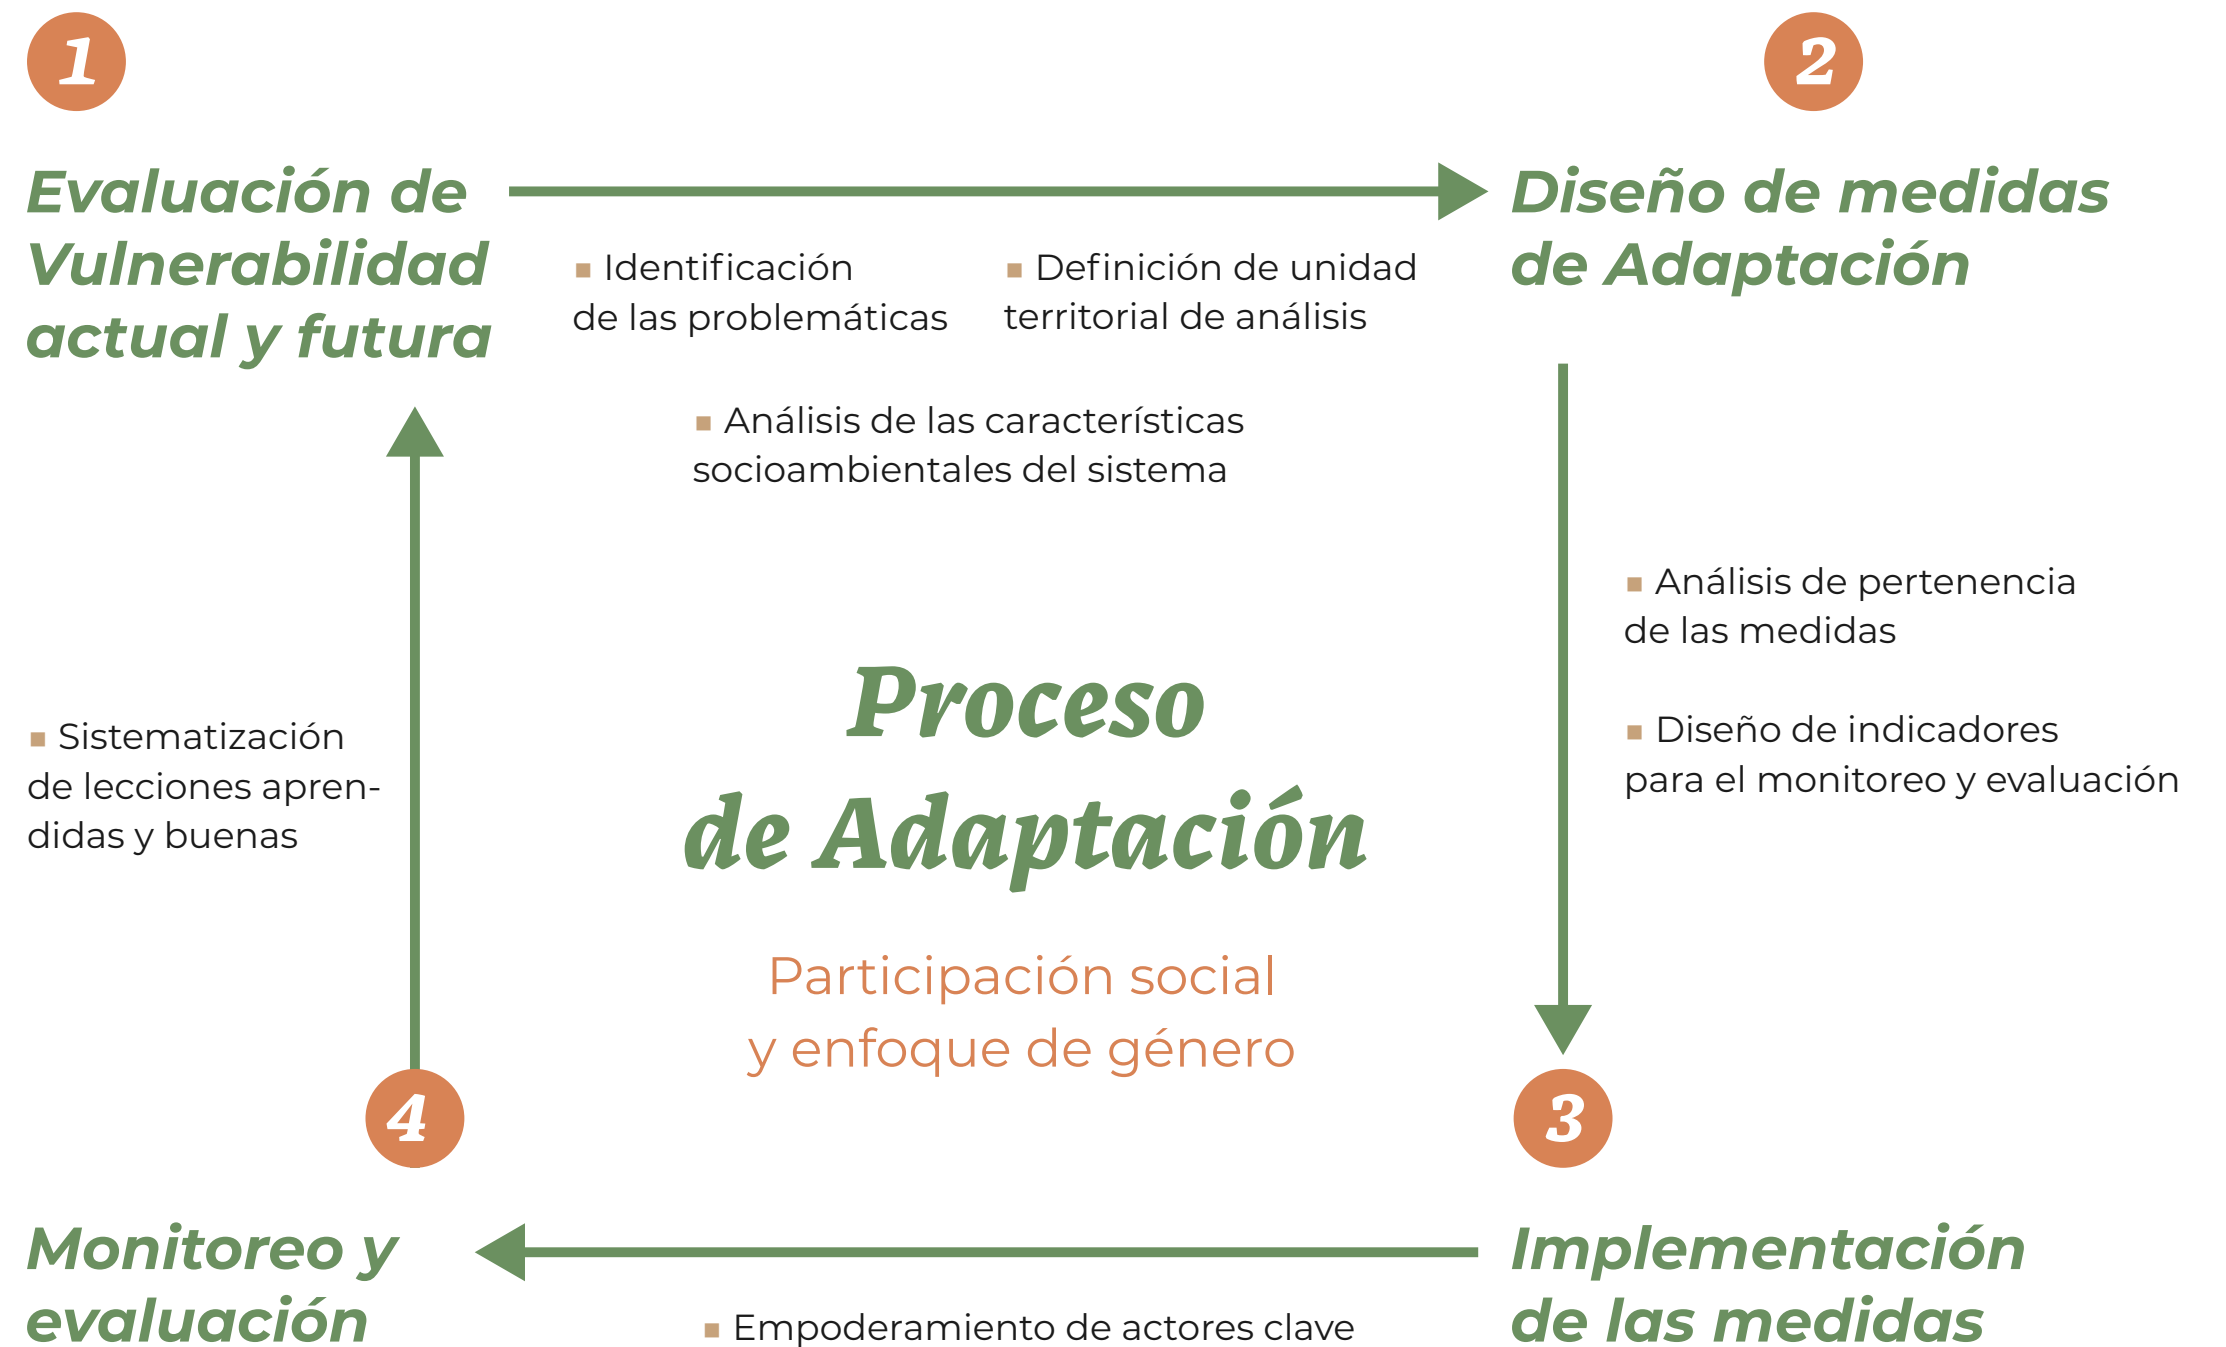 1
Evaluación de
Vulnerabilidad
actual y futura
2
Diseño de medidas
de Adaptación
▪ Identificación
de las problemáticas
▪ Definición de unidad
territorial de análisis
▪ Análisis de las características
socioambientales del sistema
▪ Análisis de pertenencia
de las medidas
▪ Diseño de indicadores
para el monitoreo y evaluación
Proceso
de Adaptación
Participación social
y enfoque de género
▪ Sistematización
de lecciones apren-
didas y buenas
3
Implementación
de las medidas
▪ Empoderamiento de actores clave
4
Monitoreo y
evaluación